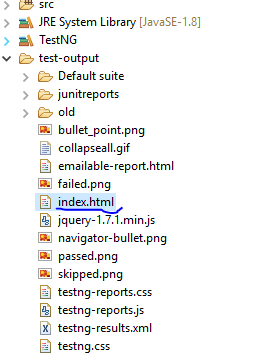 src
JRE System Library [JavaSE-1.8]
TestNG
test-output
Default suite
junitreports
old
bullet_point.png
collapseall.gif
emailable-report.html
failed.png
index.html
jquery-1.7.1.min.js
navigator-bullet.png
passed.png
skipped.png
testng-reports.css
testng-reports.js
testng-results.xml
testng.css